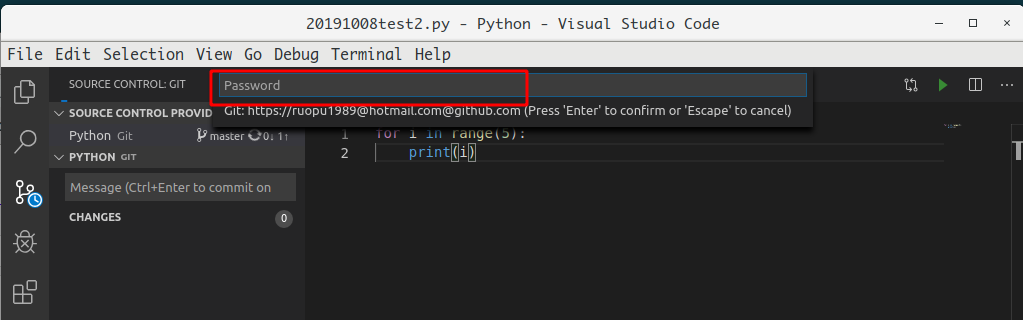 20191008test2.py - Python - Visual Studio Code
File Edit Selection View Go Debug Terminal Help
SOURCE CONTROL: GIT
Password
Git: https://ruopu1989@hotmail.com@github.com (Press 'Enter' to confirm or 'Escape' to cancel)
SOURCE CONTROL PROVID
Python Git master 0↓ 1↑
1 for i in range(5):
PYTHON GIT
2 print(i)
Message (Ctrl+Enter to commit on
CHANGES 0